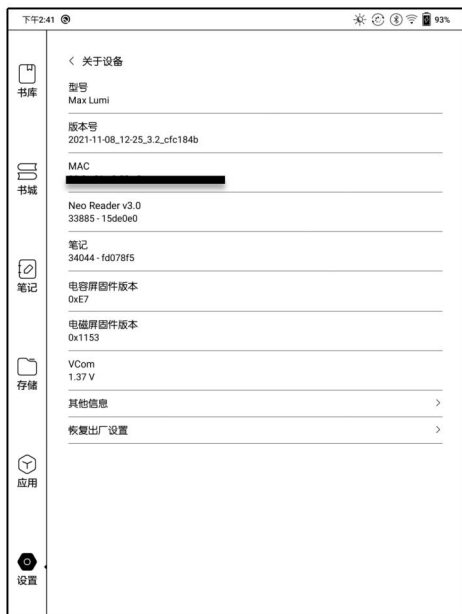 下午2:41
93%
关于设备
型号
Max Lumi
版本号
2021-11-08_12-25_3.2_cfc184b
MAC
Neo Reader v3.0
33885 - 15de0e0
笔记
34044 - fd078f5
电容屏固件版本
0xE7
电磁屏固件版本
0x1153
VCom
1.37 V
其他信息
恢复出厂设置
书库
书城
笔记
存储
应用
设置